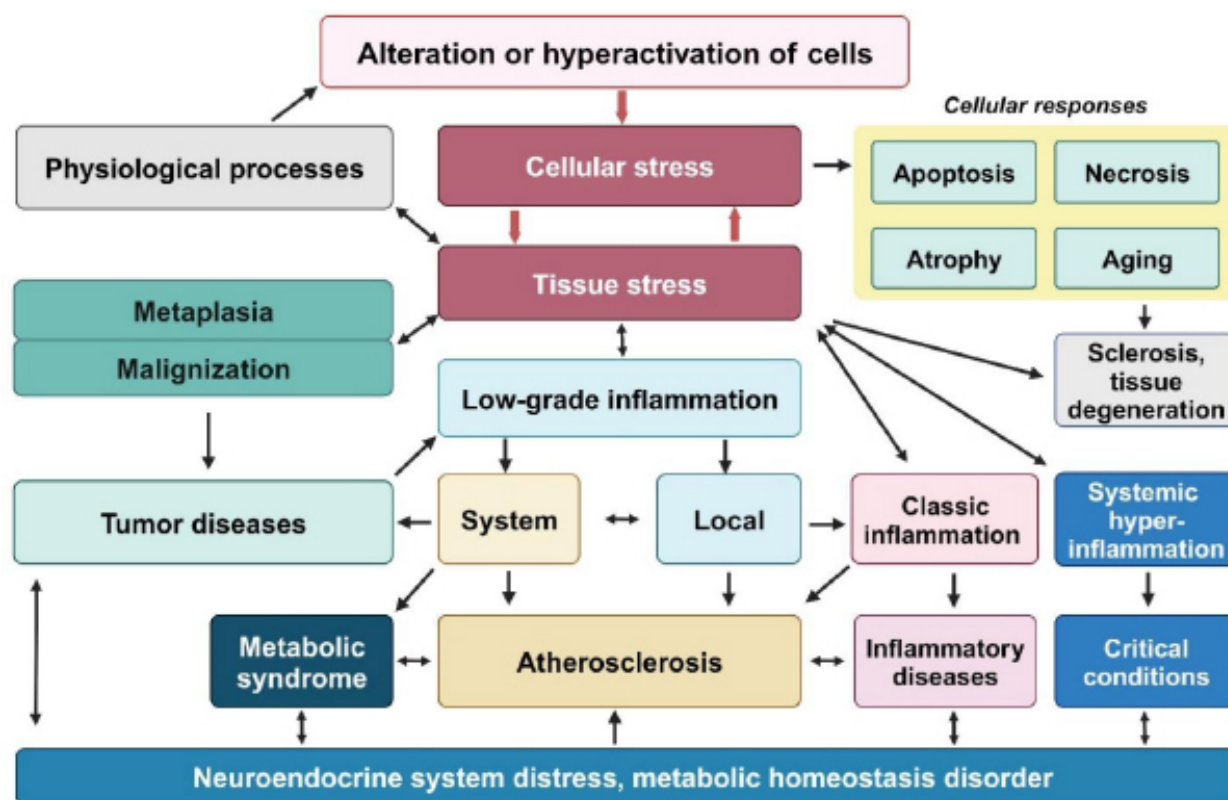 Alteration or hyperactivation of cells
Cellular responses
Physiological processes
Cellular stress
Apoptosis
Necrosis
Atrophy
Aging
Tissue stress
Metaplasia
Malignization
Sclerosis,
tissue
degeneration
Low-grade inflammation
Tumor diseases
System
Local
Classic
inflammation
Systemic
hyper-
inflammation
Metabolic
syndrome
Atherosclerosis
Inflammatory
diseases
Critical
conditions
Neuroendocrine system distress, metabolic homeostasis disorder